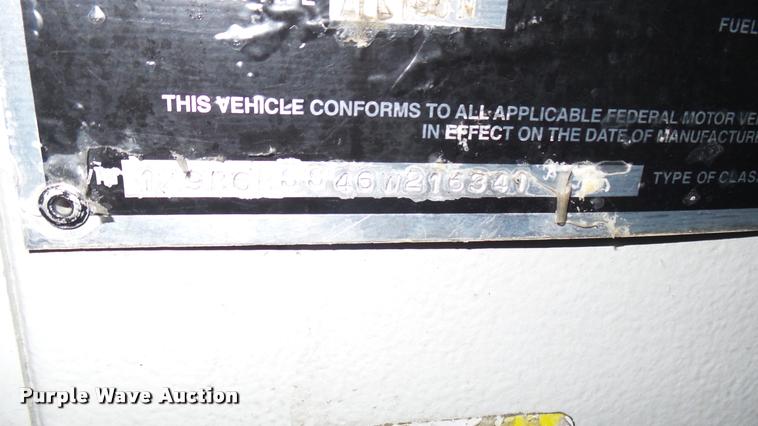 FUEL
THIS VEHICLE CONFORMS TO ALL APPLICABLE FEDERAL MOTOR VE
IN EFFECT ON THE DATE OF MANUFACTURE
TYPE OF CLAS
Purple Wave Auction